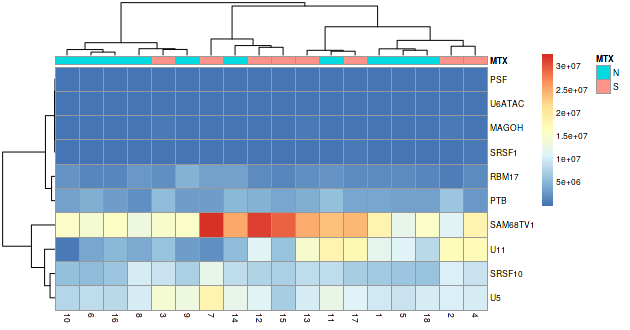 MTX
PSF
U6ATAC
MAGOH
SRSF1
RBM17
PTB
SAM68TV1
U11
SRSF10
U5
10 6 16 8 3 9 7 14 12 15 13 11 17 1 5 18 2 4
3e+07
2.5e+07
2e+07
1.5e+07
1e+07
5e+06
MTX
N
S